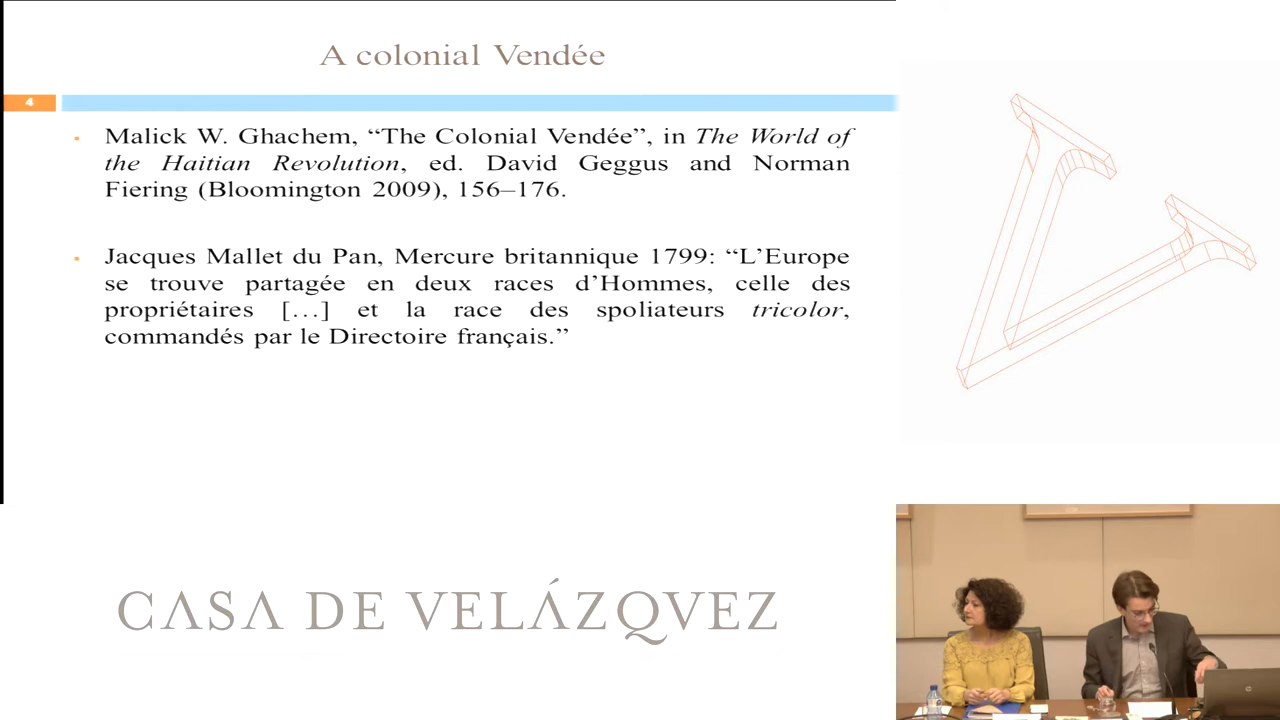 A colonial Vendée
4
Malick W. Ghachem, “The Colonial Vendée”, in The World of
the Haitian Revolution, ed. David Geggus and Norman
Fiering (Bloomington 2009), 156–176.
Jacques Mallet du Pan, Mercure britannique 1799: “L’Europe
se trouve partagée en deux races d’Hommes, celle des
propriétaires […] et la race des spoliateurs tricolor,
commandés par le Directoire français.”
CASA DE VELÁZQVEZ